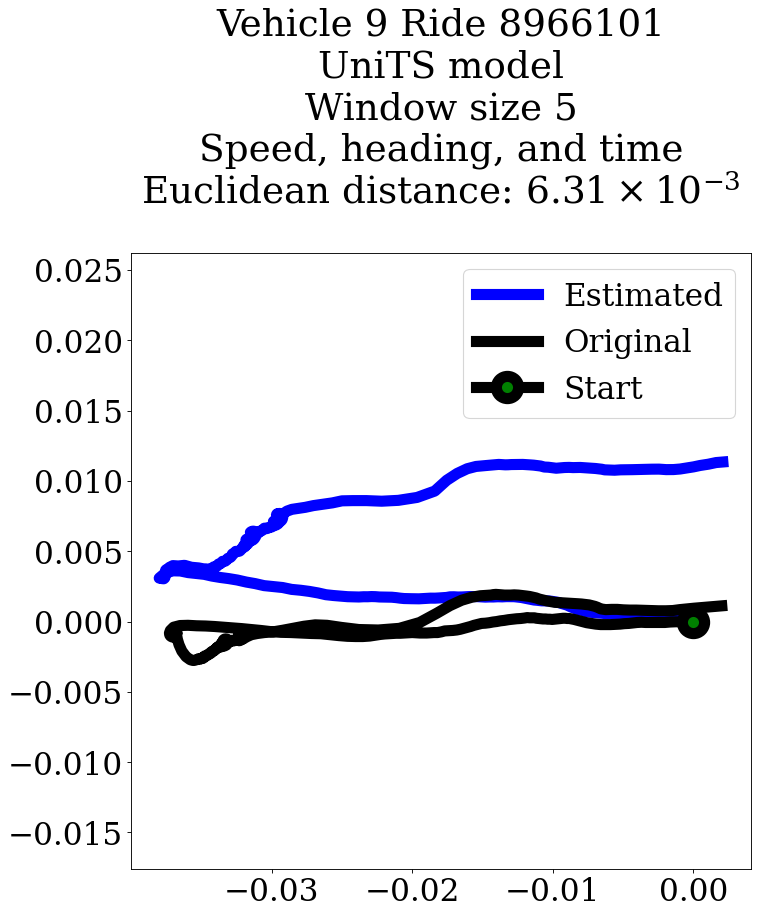 Vehicle 9 Ride 8966101
UniTS model
Window size 5
Speed, heading, and time
Euclidean distance: 6.31 × 10⁻³
Estimated
Original
Start
0.025
0.020
0.015
0.010
0.005
0.000
−0.005
−0.010
−0.015
−0.03 −0.02 −0.01 0.00